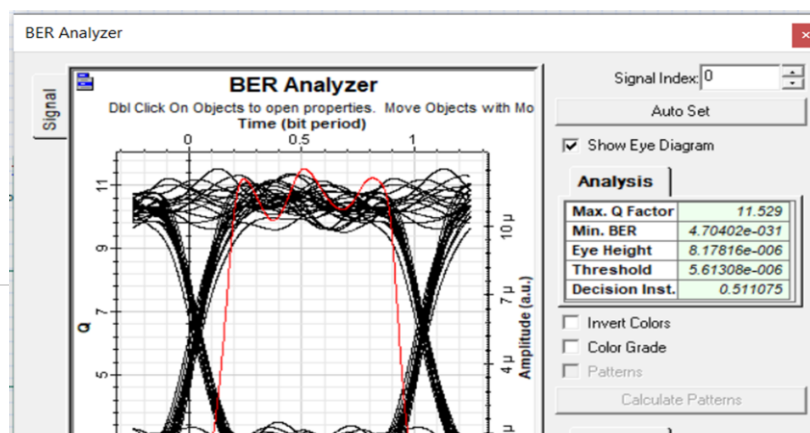 BER Analyzer
Signal Index: 0
Auto Set
Show Eye Diagram
Analysis
Max. Q Factor 11.529
Min. BER 4.70402e-031
Eye Height 8.17816e-006
Threshold 5.61308e-006
Decision Inst. 0.511075
Invert Colors
Color Grade
Patterns
Calculate Patterns
Signal
BER Analyzer
Dbl Click On Objects to open properties. Move Objects with Mo
Time (bit period)
0 0.5 1
11
9
7
5
Q
10 µ
7 µ
4 µ
Amplitude (a.u.)